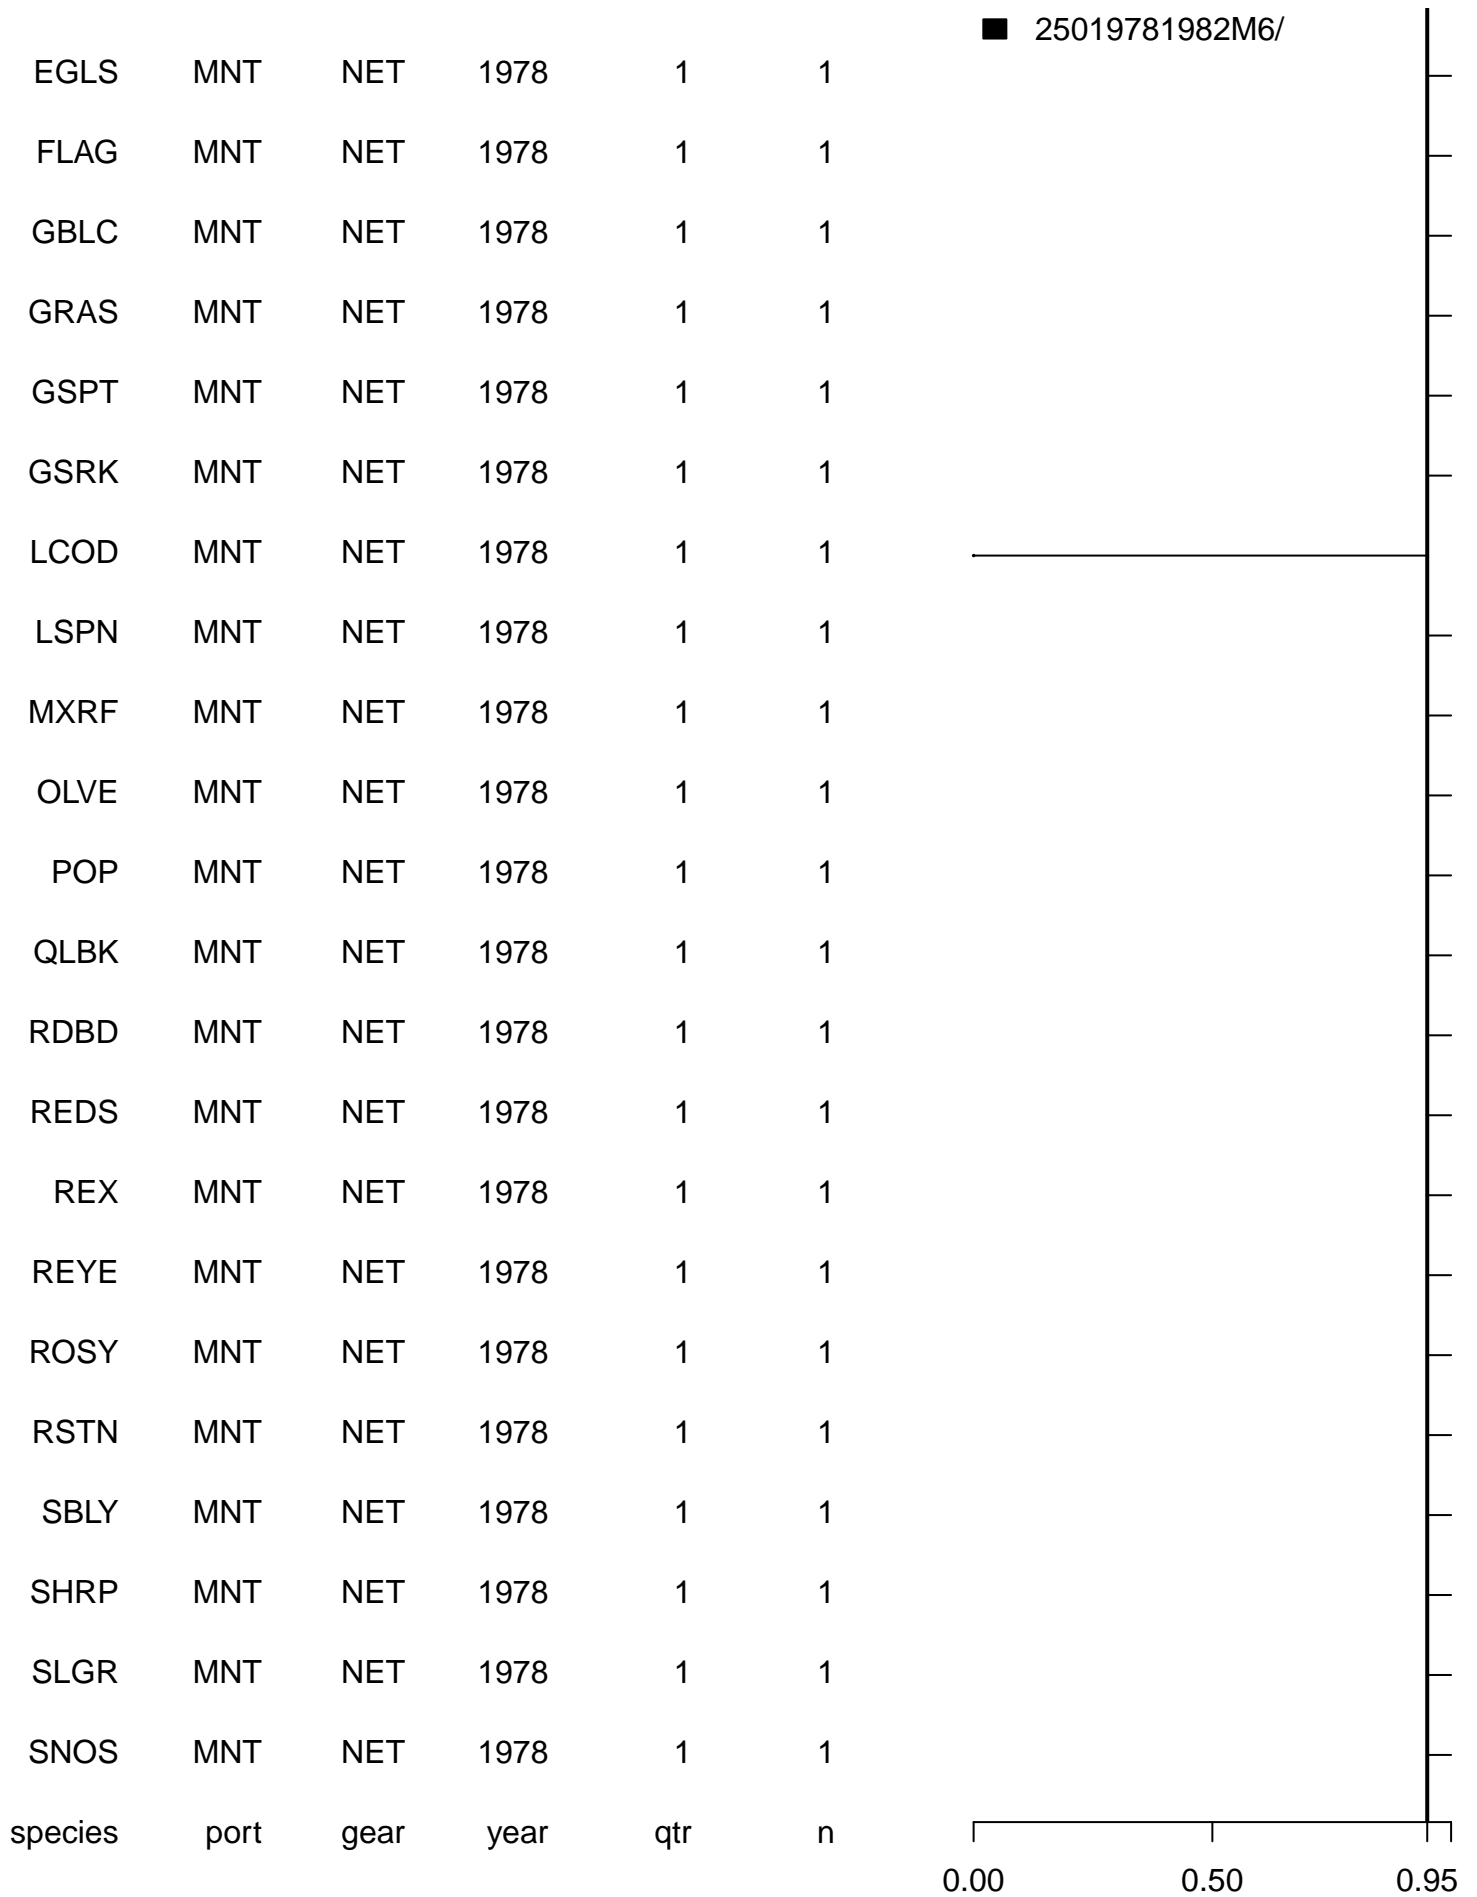 25019781982M6/
EGLS MNT NET 1978 1 1
FLAG MNT NET 1978 1 1
GBLC MNT NET 1978 1 1
GRAS MNT NET 1978 1 1
GSPT MNT NET 1978 1 1
GSRK MNT NET 1978 1 1
LCOD MNT NET 1978 1 1
LSPN MNT NET 1978 1 1
MXRF MNT NET 1978 1 1
OLVE MNT NET 1978 1 1
POP MNT NET 1978 1 1
QLBK MNT NET 1978 1 1
RDBD MNT NET 1978 1 1
REDS MNT NET 1978 1 1
REX MNT NET 1978 1 1
REYE MNT NET 1978 1 1
ROSY MNT NET 1978 1 1
RSTN MNT NET 1978 1 1
SBLY MNT NET 1978 1 1
SHRP MNT NET 1978 1 1
SLGR MNT NET 1978 1 1
SNOS MNT NET 1978 1 1
species port gear year qtr n
0.00 0.50 0.95